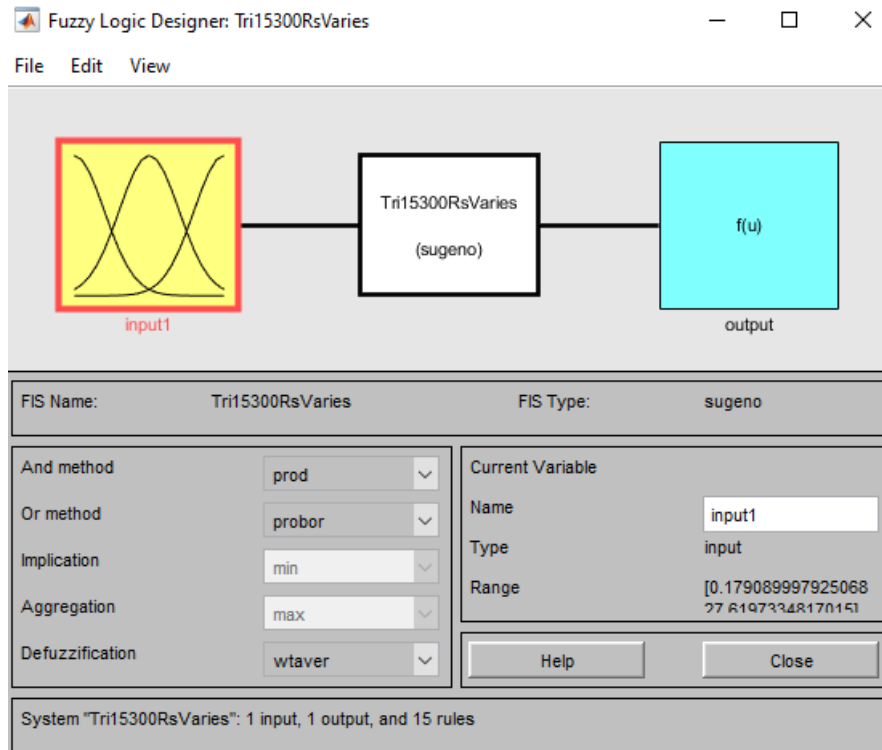 Fuzzy Logic Designer: Tri15300RsVaries
File Edit View
Tri15300RsVaries
(sugeno)
f(u)
input1
output
FIS Name: Tri15300RsVaries FIS Type: sugeno
And method prod
Or method probor
Implication min
Aggregation max
Defuzzification wtaver
Current Variable
Name input1
Type input
Range [0.179089997925068
27.6197334817015]
Help Close
System "Tri15300RsVaries": 1 input, 1 output, and 15 rules